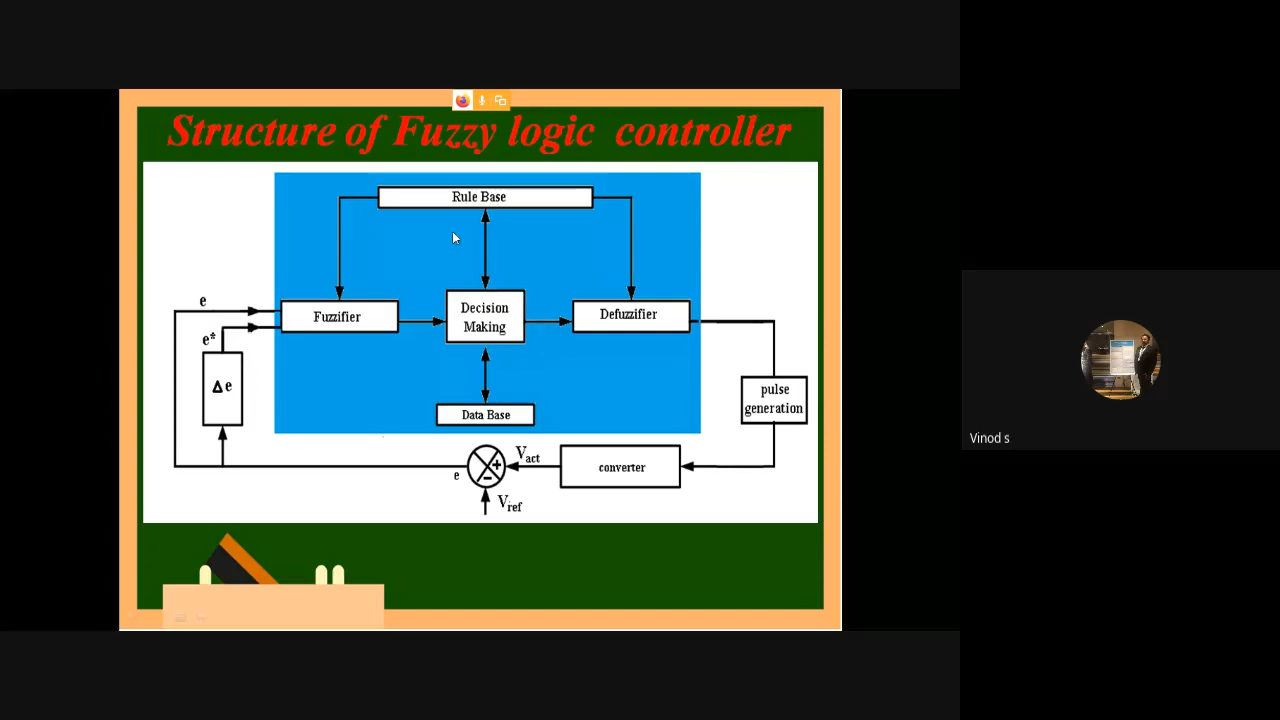 Structure of Fuzzy logic controller
Rule Base
e
Fuzzifier
Decision
Making
Defuzzifier
e*
Δe
pulse
generation
Data Base
Vact
converter
e
+
-
Vref
Vinod s